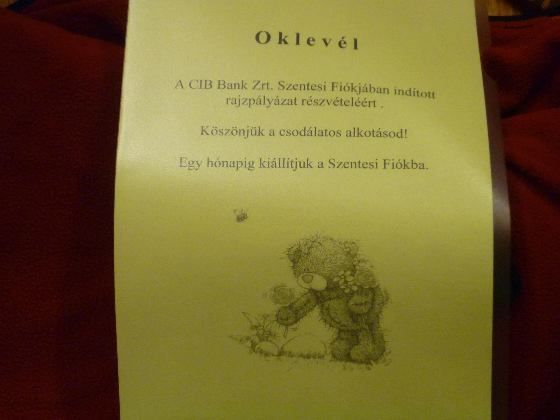 Oklevél
A CIB Bank Zrt. Szentesi Fiókjában indított
rajzpályázat részvételéért .
Köszönjük a csodálatos alkotásod!
Egy hónapig kiállítjuk a Szentesi Fiókba.